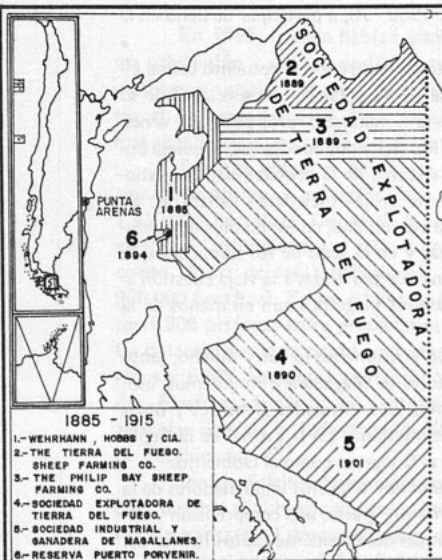 2
1889
SOCIEDAD EXPLOTADORA
DE TIERRA DEL FUEGO
3
1889
1
1885
PUNTA
ARENAS
6
1894
4
1890
5
1901
1885 - 1915
1.- WEHRHANN, HOBBS Y CIA.
2.- THE TIERRA DEL FUEGO.
SHEEP FARMING CO.
3.- THE PHILIP BAY SHEEP
FARMING CO.
4.- SOCIEDAD EXPLOTADORA DE
TIERRA DEL FUEGO.
5.- SOCIEDAD INDUSTRIAL Y
GANADERA DE MAGALLANES.
6.- RESERVA PUERTO PORVENIR.